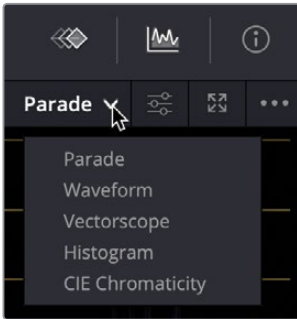 Parade
Parade
Waveform
Vectorscope
Histogram
CIE Chromaticity